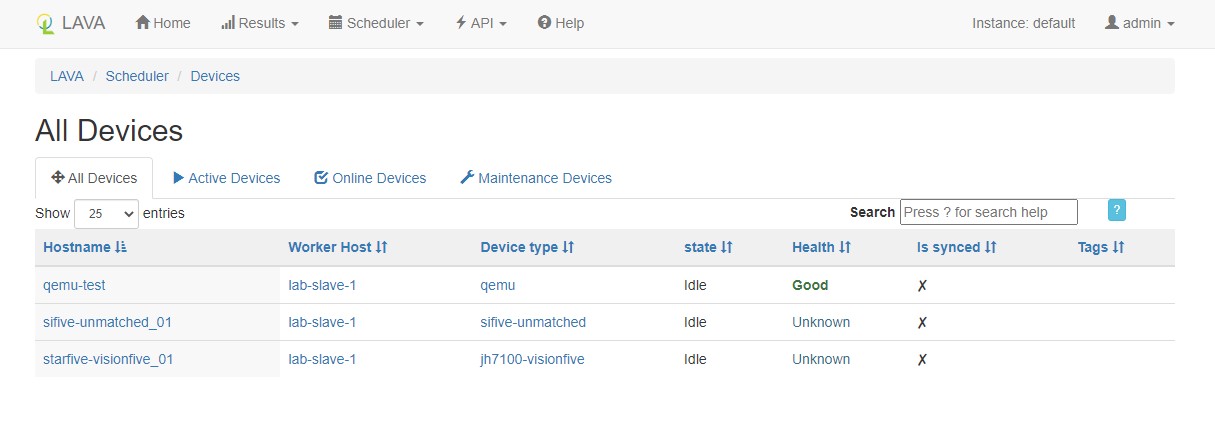 LAVA Home Results Scheduler API Help Instance: default admin
LAVA / Scheduler / Devices
All Devices
All Devices Active Devices Online Devices Maintenance Devices
Show 25 entries Search Press ? for search help ?
Hostname Worker Host Device type state Health Is synced Tags
qemu-test lab-slave-1 qemu Idle Good ✗
sifive-unmatched_01 lab-slave-1 sifive-unmatched Idle Unknown ✗
starfive-visionfive_01 lab-slave-1 jh7100-visionfive Idle Unknown ✗